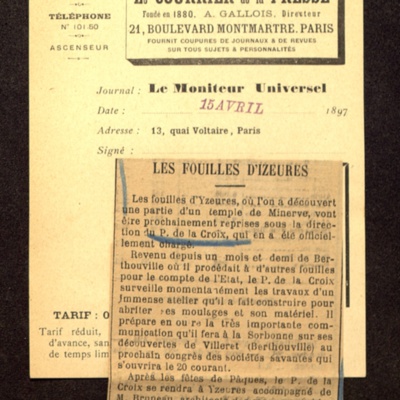 LE COURRIER de la PRESSE
Fondé en 1880, A. GALLOIS, Directeur
21, BOULEVARD MONTMARTRE, PARIS
FOURNIT COUPURES DE JOURNAUX & DE REVUES
SUR TOUS SUJETS & PERSONNALITÉS
TÉLÉPHONE
N° 101.50
ASCENSEUR
Journal : Le Moniteur Universel
Date : 15 AVRIL 1897
Adresse : 13, quai Voltaire, Paris
Signé :
LES FOUILLES D'IZEURES
Les fouilles d'Yzeures, où l'on a découvert
une partie d'un temple de Minerve, vont
être prochainement reprises sous la direc-
tion du P. de la Croix, qui en a été officiel-
lement chargé.
Revenu depuis un mois et demi de Ber-
thouville où il procédait à d'autres fouilles
pour le compte de l'Etat, le P. de la Croix
surveille momentanément les travaux d'un
immense atelier qu'il a fait construire pour
abriter ses moulages et son matériel. Il
prépare en outre la très importante com-
munication qu'il fera à la Sorbonne sur ses
découvertes de Villeret (Berthouville) au
prochain congrès des sociétés savantes qui
s'ouvrira le 20 courant.
Après les fêtes de Pâques, le P. de la
Croix se rendra à Yzeures accompagné de
M. Bruneau
TARIF : 0
Tarif réduit,
d'avance, san
de temps lim